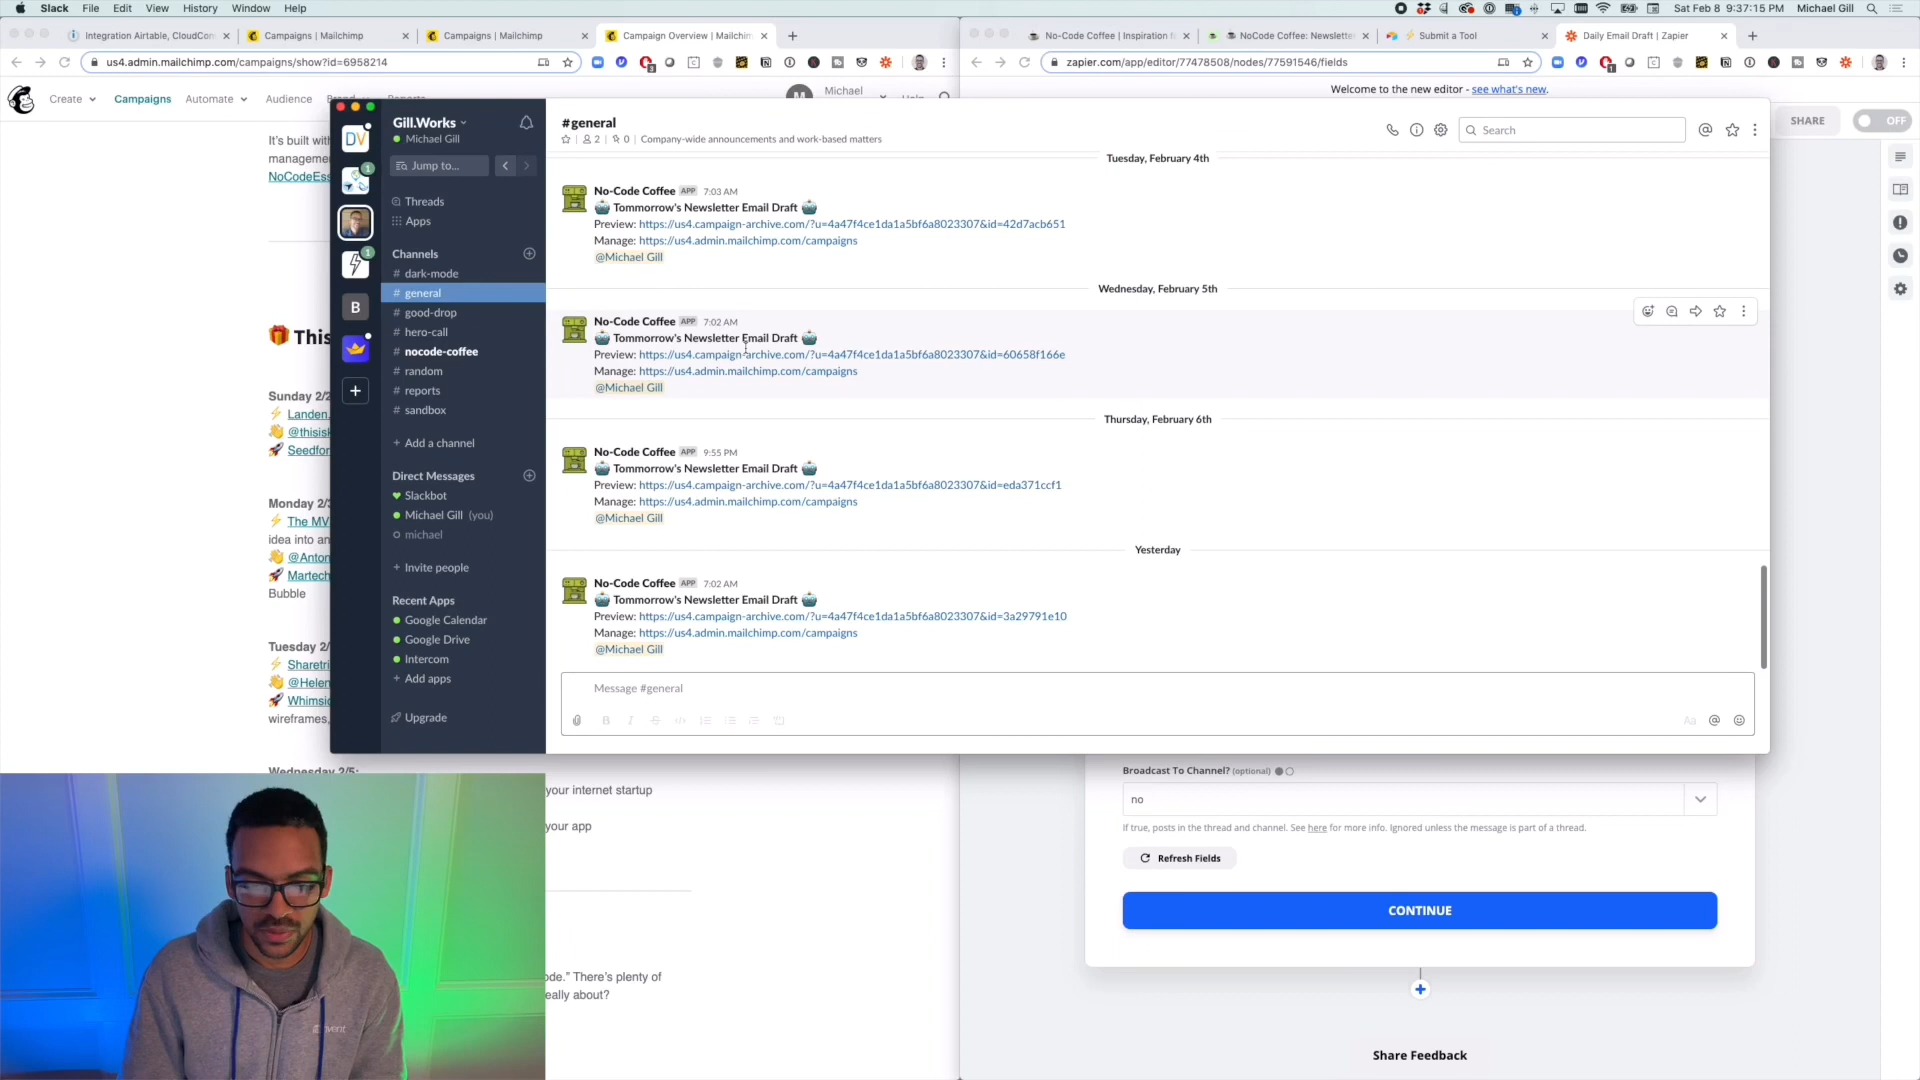 Slack File Edit View History Window Help
Sat Feb 8 9:37:15 PM Michael Gill
Integration Airtable, CloudCon
Campaigns | Mailchimp
Campaigns | Mailchimp
Campaign Overview | Mailchim
us4.admin.mailchimp.com/campaigns/show?id=6958214
Create Campaigns Automate Audience
Michael
It's built with
managemen
NoCodeEss
This
Sunday 2/2
Landen.
@thisisk
Seedfor
Monday 2/3
The MV
idea into an
@Anton
Martech
Bubble
Tuesday 2/
Sharetri
@Helen
Whimsic
wireframes,
Wednesday 2/5:
your internet startup
your app
ode.” There’s plenty of
eally about?
No-Code Coffee | Inspiration f
NoCode Coffee: Newsletter
Submit a Tool
Daily Email Draft | Zapier
zapier.com/app/editor/77478508/nodes/77591546/fields
Welcome to the new editor - see what's new.
SHARE
OFF
Gill.Works
Michael Gill
Jump to...
Threads
Apps
Channels
# dark-mode
# general
# good-drop
# hero-call
# nocode-coffee
# random
# reports
# sandbox
+ Add a channel
Direct Messages
Slackbot
Michael Gill (you)
michael
+ Invite people
Recent Apps
Google Calendar
Google Drive
Intercom
+ Add apps
Upgrade
DV
1
1
B
#general
2 | 0 | Company-wide announcements and work-based matters
Search
Tuesday, February 4th
No-Code Coffee APP 7:03 AM
Tommorrow's Newsletter Email Draft
Preview: https://us4.campaign-archive.com/?u=4a47f4ce1da1a5bf6a8023307&id=42d7acb651
Manage: https://us4.admin.mailchimp.com/campaigns
@Michael Gill
Wednesday, February 5th
No-Code Coffee APP 7:02 AM
Tommorrow's Newsletter Email Draft
Preview: https://us4.campaign-archive.com/?u=4a47f4ce1da1a5bf6a8023307&id=60658f166e
Manage: https://us4.admin.mailchimp.com/campaigns
@Michael Gill
Thursday, February 6th
No-Code Coffee APP 9:55 PM
Tommorrow's Newsletter Email Draft
Preview: https://us4.campaign-archive.com/?u=4a47f4ce1da1a5bf6a8023307&id=eda371ccf1
Manage: https://us4.admin.mailchimp.com/campaigns
@Michael Gill
Yesterday
No-Code Coffee APP 7:02 AM
Tommorrow's Newsletter Email Draft
Preview: https://us4.campaign-archive.com/?u=4a47f4ce1da1a5bf6a8023307&id=3a29791e10
Manage: https://us4.admin.mailchimp.com/campaigns
@Michael Gill
Message #general
Aa
Broadcast To Channel? (optional)
no
If true, posts in the thread and channel. See here for more info. Ignored unless the message is part of a thread.
Refresh Fields
CONTINUE
Share Feedback